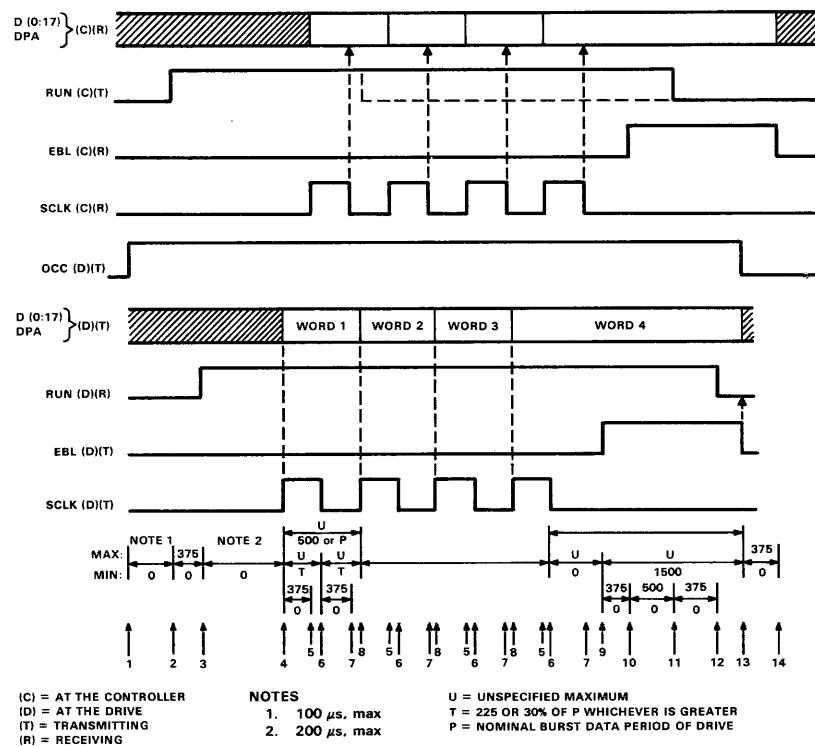 D (0:17)
DPA } (C)(R)
RUN (C)(T)
EBL (C)(R)
SCLK (C)(R)
OCC (D)(T)
D (0:17)
DPA } (D)(T)
WORD 1 WORD 2 WORD 3 WORD 4
RUN (D)(R)
EBL (D)(T)
SCLK (D)(T)
U
NOTE 1 NOTE 2 500 or P
MAX: 375 U U U U 375
MIN: 0 0 T T 0 1500 0
375 375 375 500 375
0 0 0 0 0
1 2 3 4 5 6 7 8 5 6 7 8 5 6 7 8 5 6 7 9 10 11 12 13 14
(C) = AT THE CONTROLLER
(D) = AT THE DRIVE
(T) = TRANSMITTING
(R) = RECEIVING
NOTES
1. 100 μs, max
2. 200 μs, max
U = UNSPECIFIED MAXIMUM
T = 225 OR 30% OF P WHICHEVER IS GREATER
P = NOMINAL BURST DATA PERIOD OF DRIVE